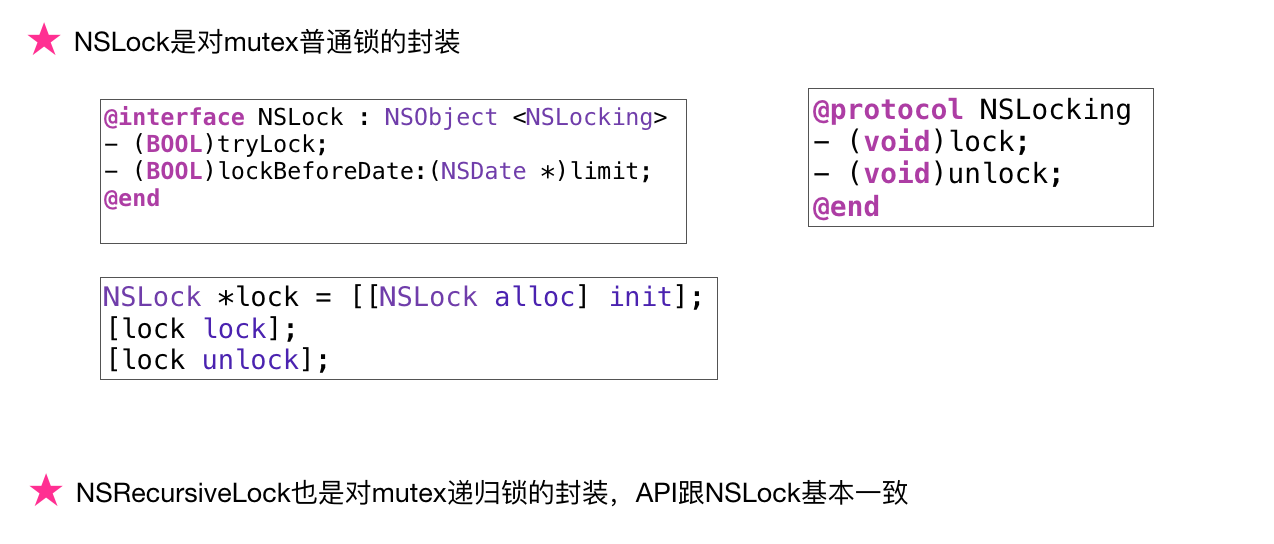 NSLock是对mutex普通锁的封装
@interface NSLock : NSObject <NSLocking>
- (BOOL)tryLock;
- (BOOL)lockBeforeDate:(NSDate *)limit;
@end
@protocol NSLocking
- (void)lock;
- (void)unlock;
@end
NSLock *lock = [[NSLock alloc] init];
[lock lock];
[lock unlock];
NSRecursiveLock也是对mutex递归锁的封装，API跟NSLock基本一致